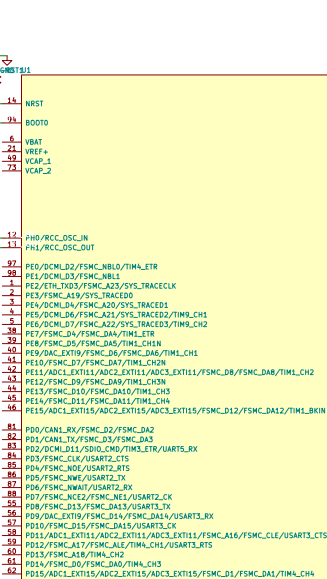 U1
14 NRST
94 BOOT0
6 VBAT
21 VREF+
49 VCAP_1
73 VCAP_2
12 PH0/RCC_OSC_IN
13 PH1/RCC_OSC_OUT
97 PE0/DCMI_D2/FSMC_NBL0/TIM4_ETR
98 PE1/DCMI_D3/FSMC_NBL1
1 PE2/ETH_TXD3/FSMC_A23/SYS_TRACECLK
2 PE3/FSMC_A19/SYS_TRACED0
3 PE4/DCMI_D4/FSMC_A20/SYS_TRACED1
4 PE5/DCMI_D6/FSMC_A21/SYS_TRACED2/TIM9_CH1
5 PE6/DCMI_D7/FSMC_A22/SYS_TRACED3/TIM9_CH2
38 PE7/FSMC_D4/FSMC_DA4/TIM1_ETR
39 PE8/FSMC_D5/FSMC_DA5/TIM1_CH1N
40 PE9/DAC_EXTI9/FSMC_D6/FSMC_DA6/TIM1_CH1
41 PE10/FSMC_D7/FSMC_DA7/TIM1_CH2N
42 PE11/ADC1_EXTI11/ADC2_EXTI11/ADC3_EXTI11/FSMC_D8/FSMC_DA8/TIM1_CH2
43 PE12/FSMC_D9/FSMC_DA9/TIM1_CH3N
44 PE13/FSMC_D10/FSMC_DA10/TIM1_CH3
45 PE14/FSMC_D11/FSMC_DA11/TIM1_CH4
46 PE15/ADC1_EXTI15/ADC2_EXTI15/ADC3_EXTI15/FSMC_D12/FSMC_DA12/TIM1_BKIN
81 PD0/CAN1_RX/FSMC_D2/FSMC_DA2
82 PD1/CAN1_TX/FSMC_D3/FSMC_DA3
83 PD2/DCMI_D11/SDIO_CMD/TIM3_ETR/UART5_RX
84 PD3/FSMC_CLK/USART2_CTS
85 PD4/FSMC_NOE/USART2_RTS
86 PD5/FSMC_NWE/USART2_TX
87 PD6/FSMC_NWAIT/USART2_RX
88 PD7/FSMC_NCE2/FSMC_NE1/USART2_CK
55 PD8/FSMC_D13/FSMC_DA13/USART3_TX
56 PD9/DAC_EXTI9/FSMC_D14/FSMC_DA14/USART3_RX
57 PD10/FSMC_D15/FSMC_DA15/USART3_CK
58 PD11/ADC1_EXTI11/ADC2_EXTI11/ADC3_EXTI11/FSMC_A16/FSMC_CLE/USART3_CTS
59 PD12/FSMC_A17/FSMC_ALE/TIM4_CH1/USART3_RTS
60 PD13/FSMC_A18/TIM4_CH2
61 PD14/FSMC_D0/FSMC_DA0/TIM4_CH3
62 PD15/ADC1_EXTI15/ADC2_EXTI15/ADC3_EXTI15/FSMC_D1/FSMC_DA1/TIM4_CH4